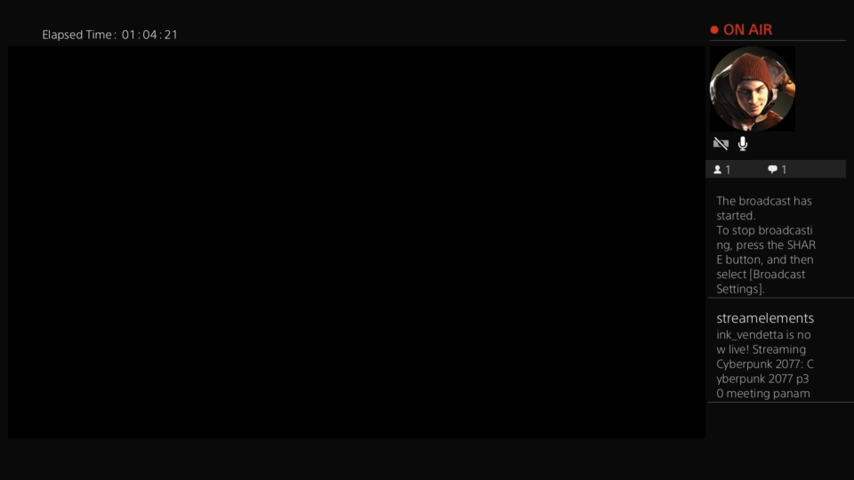 Elapsed Time: 01:04:21
ON AIR
1 1
The broadcast has
started.
To stop broadcasti
ng, press the SHAR
E button, and then
select [Broadcast
Settings].
streamelements
ink_vendetta is no
w live! Streaming
Cyberpunk 2077: C
yberpunk 2077 p3
0 meeting panam